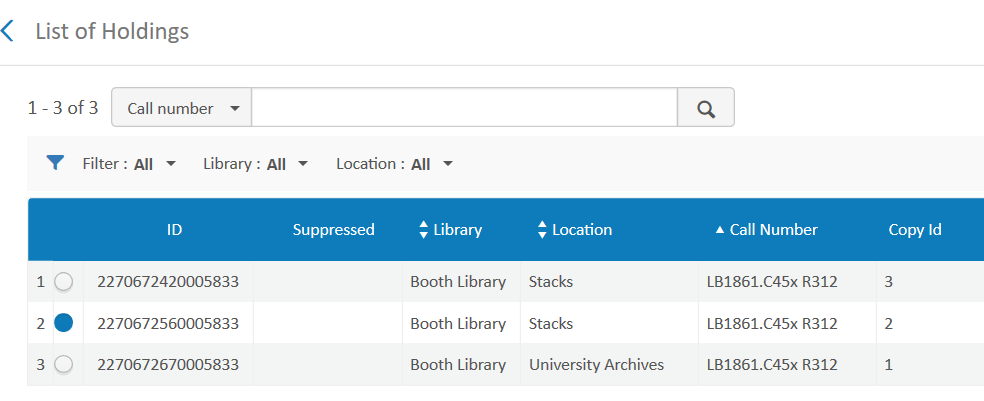 List of Holdings
1 - 3 of 3 Call number
Filter : All Library : All Location : All
ID Suppressed Library Location Call Number Copy Id
1 2270672420005833 Booth Library Stacks LB1861.C45x R312 3
2 2270672560005833 Booth Library Stacks LB1861.C45x R312 2
3 2270672670005833 Booth Library University Archives LB1861.C45x R312 1